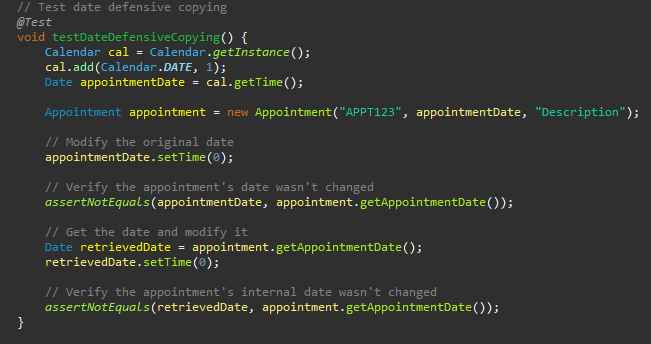 // Test date defensive copying
@Test
void testDateDefensiveCopying() {
    Calendar cal = Calendar.getInstance();
    cal.add(Calendar.DATE, 1);
    Date appointmentDate = cal.getTime();

    Appointment appointment = new Appointment("APPT123", appointmentDate, "Description");

    // Modify the original date
    appointmentDate.setTime(0);

    // Verify the appointment's date wasn't changed
    assertNotEquals(appointmentDate, appointment.getAppointmentDate());

    // Get the date and modify it
    Date retrievedDate = appointment.getAppointmentDate();
    retrievedDate.setTime(0);

    // Verify the appointment's internal date wasn't changed
    assertNotEquals(retrievedDate, appointment.getAppointmentDate());
}